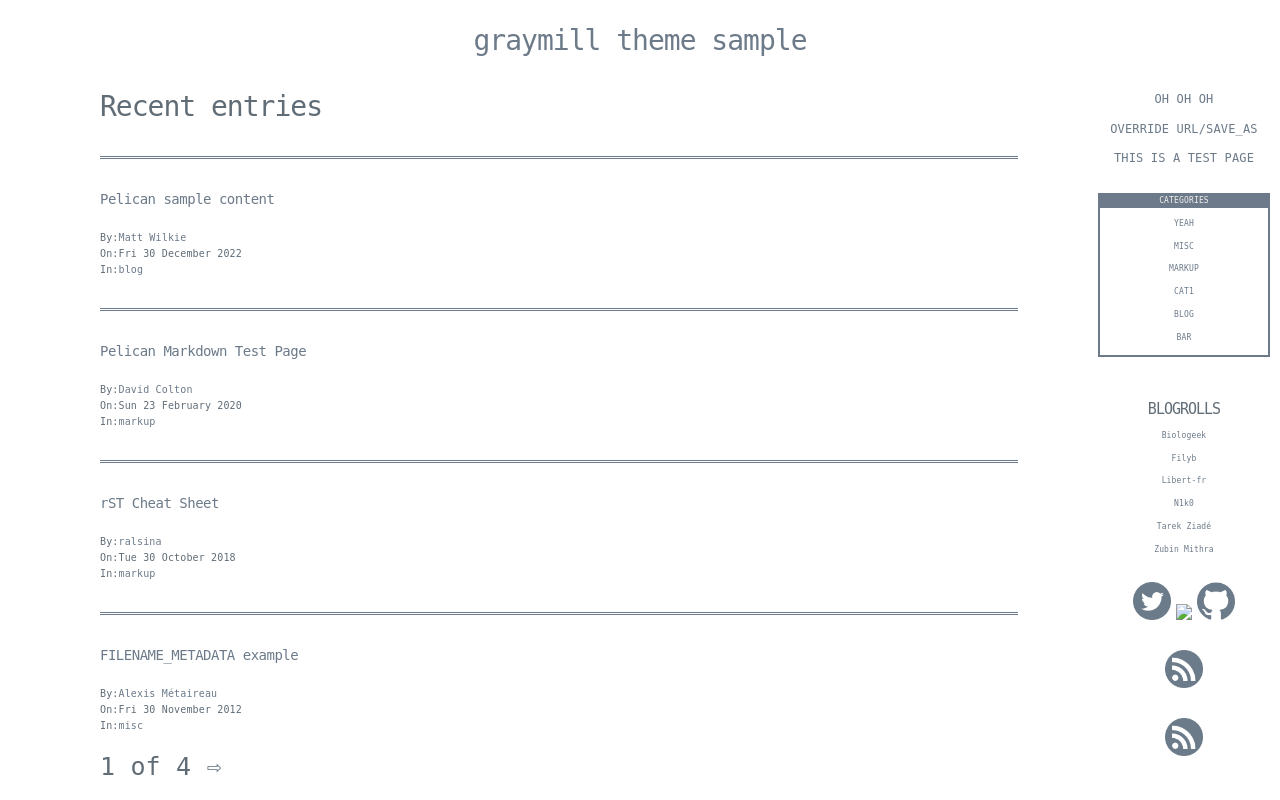 graymill theme sample
Recent entries
Pelican sample content
By:Matt Wilkie
On:Fri 30 December 2022
In:blog
Pelican Markdown Test Page
By:David Colton
On:Sun 23 February 2020
In:markup
rST Cheat Sheet
By:ralsina
On:Tue 30 October 2018
In:markup
FILENAME_METADATA example
By:Alexis Métaireau
On:Fri 30 November 2012
In:misc
1 of 4 ⇨
OH OH OH
OVERRIDE URL/SAVE_AS
THIS IS A TEST PAGE
CATEGORIES
YEAH
MISC
MARKUP
CAT1
BLOG
BAR
BLOGROLLS
Biologeek
Filyb
Libert-fr
N1k0
Tarek Ziadé
Zubin Mithra